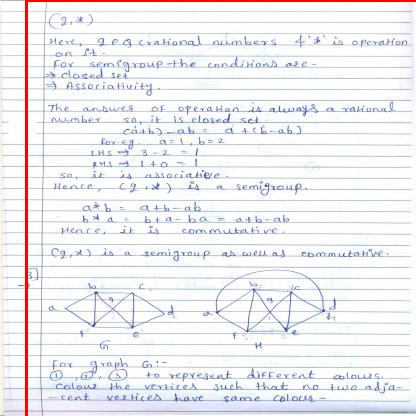 (q,*)
Here, q ∈ Q (rational numbers & '*' is operation
on it.
For semigroup the conditions are -
⇒ closed set
⇒ Associativity.
The answer of operation is always a rational
number. so, it is closed set.
(a+b) - ab = a + (b-ab)
for eg. a=1, b=2
LHS ⇒ 3-2 = 1
RHS ⇒ 1+0 = 1
so, it is associative.
Hence, (q,*) is a semigroup.
a*b = a+b-ab
b*a = b+a-ba = a+b-ab
Hence, it is commutative.
(q,*) is a semigroup as well as commutative.
3]
b c b c
a g d a g d
f e f e
G H
For graph G:-
①, ②, ③ to represent different colours.
colour the vertices such that no two adja-
-cent vertices have same colour -